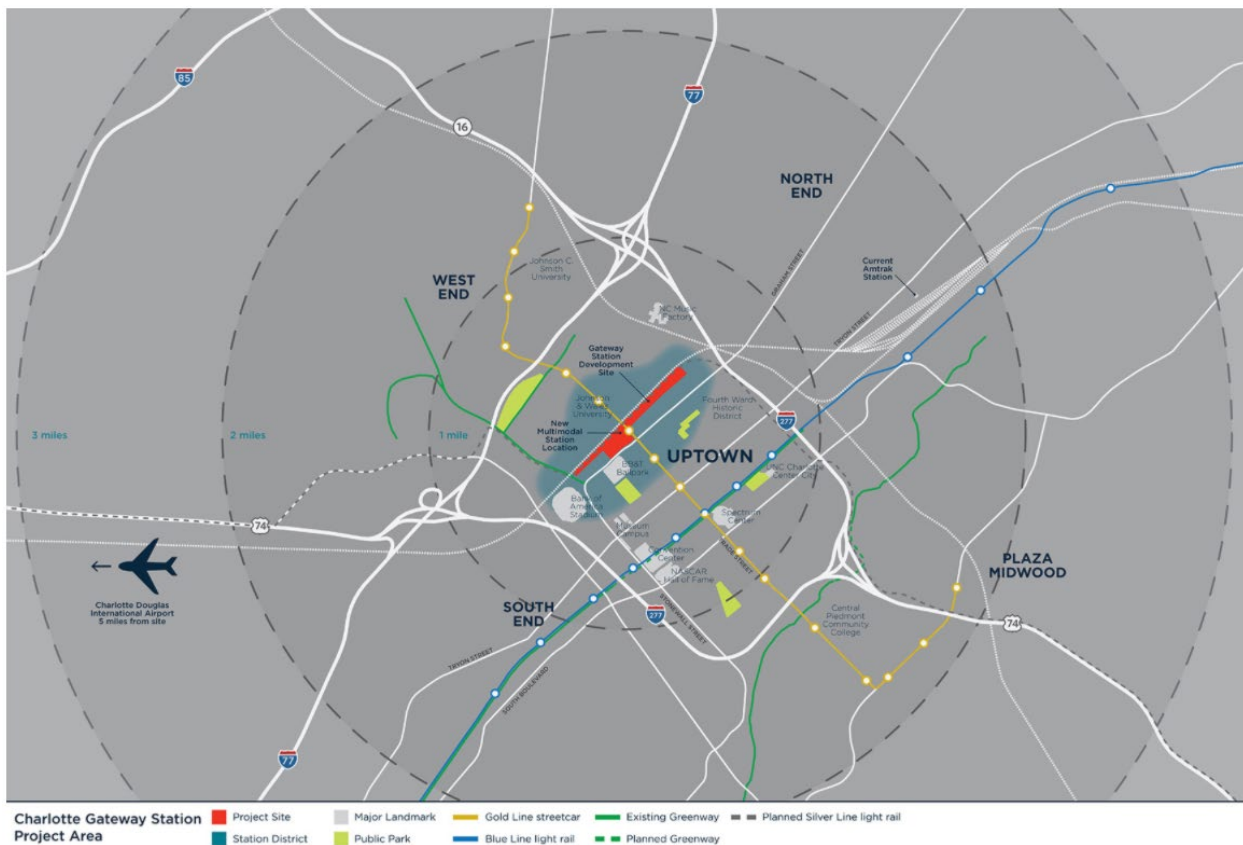 85
77
16
NORTH
END
WEST
END
Johnson C.
Smith
University
GRAHAM STREET
Current
Amtrak
Station
NC Music
Factory
TRYON STREET
Gateway
Station
Development
Site
Johnson
& Wales
University
Fourth Ward
Historic
District
277
3 miles
2 miles
1 mile
New
Multimodal
Station
Location
UPTOWN
BB&T
Ballpark
UNC Charlotte
Center City
Bank of
America
Stadium
Spectrum
Center
Museum
Campus
74
Convention
Center
TRADE STREET
NASCAR
Hall of Fame
PLAZA
MIDWOOD
Charlotte Douglas
International Airport
5 miles from site
SOUTH
END
277
STONEWALL STREET
Central
Piedmont
Community
College
74
TRYON STREET
SOUTH BOULEVARD
77
Charlotte Gateway Station
Project Area
Project Site
Station District
Major Landmark
Public Park
Gold Line streetcar
Blue Line light rail
Existing Greenway
Planned Greenway
Planned Silver Line light rail